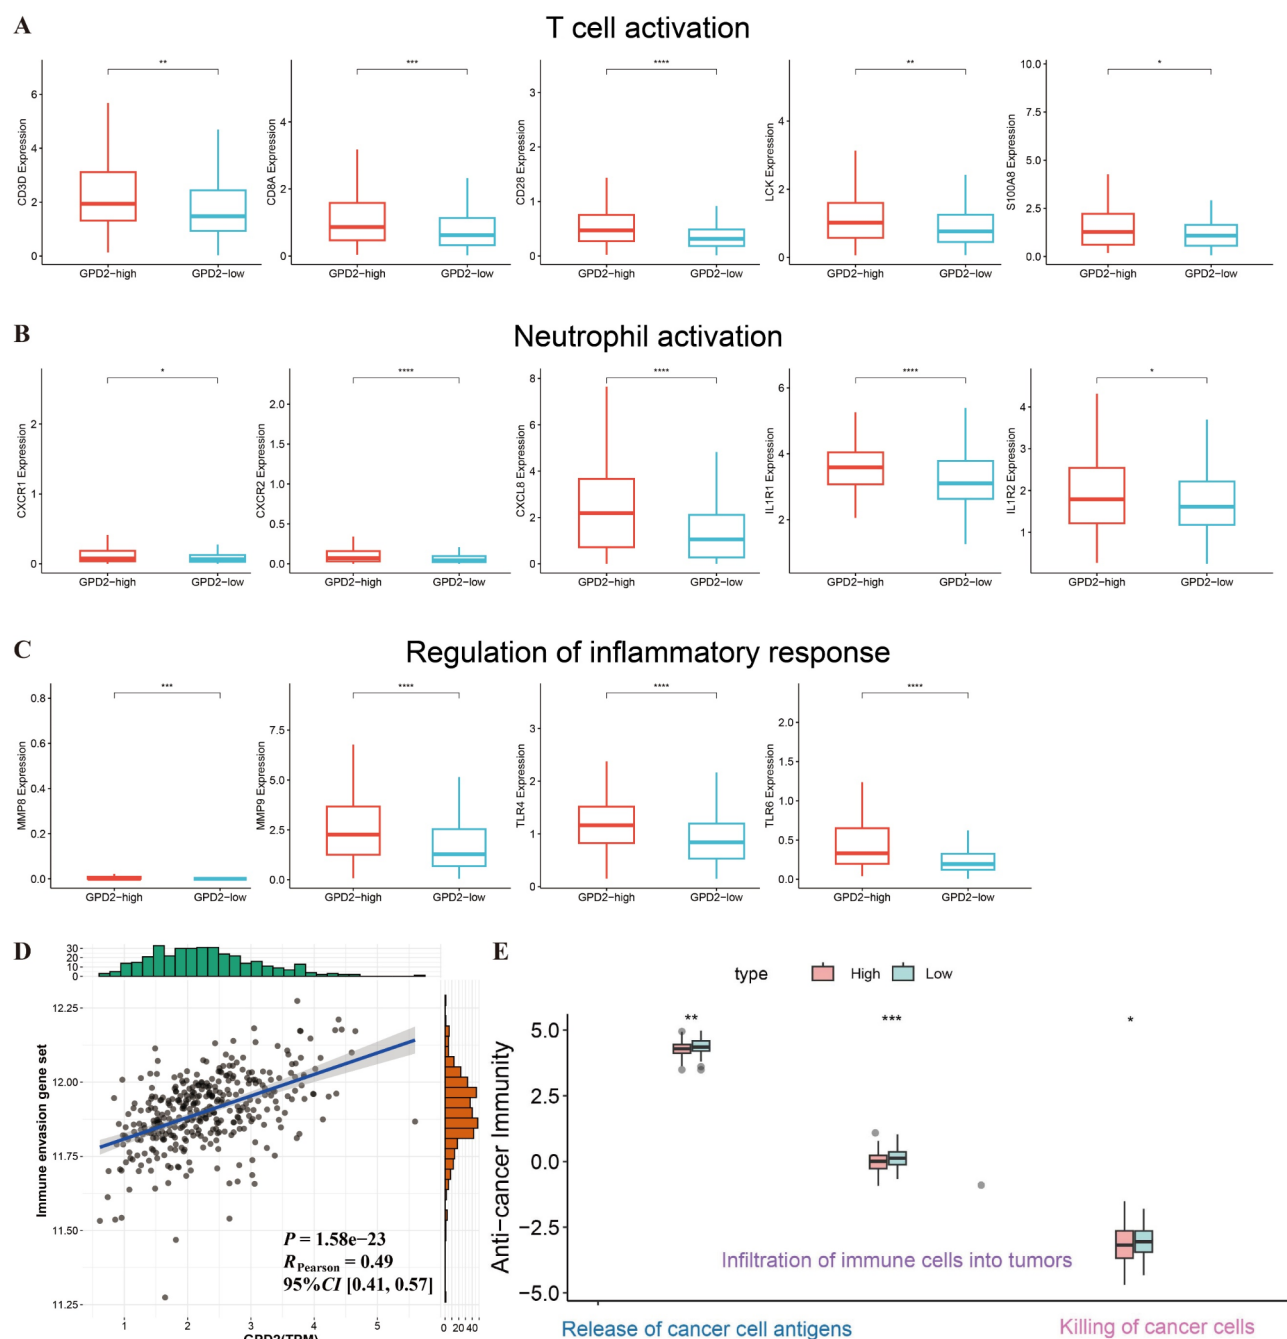 A
T cell activation
**
***
****
**
*
CD3D Expression
6
4
2
0
CD8A Expression
4
2
0
CD28 Expression
3
2
1
0
LCK Expression
4
2
0
S100A8 Expression
10.0
7.5
5.0
2.5
0.0
GPD2-high GPD2-low
GPD2-high GPD2-low
GPD2-high GPD2-low
GPD2-high GPD2-low
GPD2-high GPD2-low
B
Neutrophil activation
*
****
****
****
*
CXCR1 Expression
2
1
0
CXCR2 Expression
2.0
1.5
1.0
0.5
0.0
CXCL8 Expression
8
6
4
2
0
IL1R1 Expression
6
4
2
IL1R2 Expression
4
3
2
1
GPD2-high GPD2-low
GPD2-high GPD2-low
GPD2-high GPD2-low
GPD2-high GPD2-low
GPD2-high GPD2-low
C
Regulation of inflammatory response
***
****
****
****
MMP8 Expression
0.8
0.6
0.4
0.2
0.0
MMP9 Expression
7.5
5.0
2.5
0.0
TLR4 Expression
3
2
1
0
TLR6 Expression
2.0
1.5
1.0
0.5
0.0
GPD2-high GPD2-low
GPD2-high GPD2-low
GPD2-high GPD2-low
GPD2-high GPD2-low
D
30
20
10
0
Immune envasion gene set
12.25
12.00
11.75
11.50
11.25
P = 1.58e−23
RPearson = 0.49
95%CI [0.41, 0.57]
1 2 3 4 5
0 20 40
GPD2(TPM)
E
type High Low
**
***
*
Anti−cancer Immunity
5.0
2.5
0.0
−2.5
−5.0
Infiltration of immune cells into tumors
Release of cancer cell antigens
Killing of cancer cells